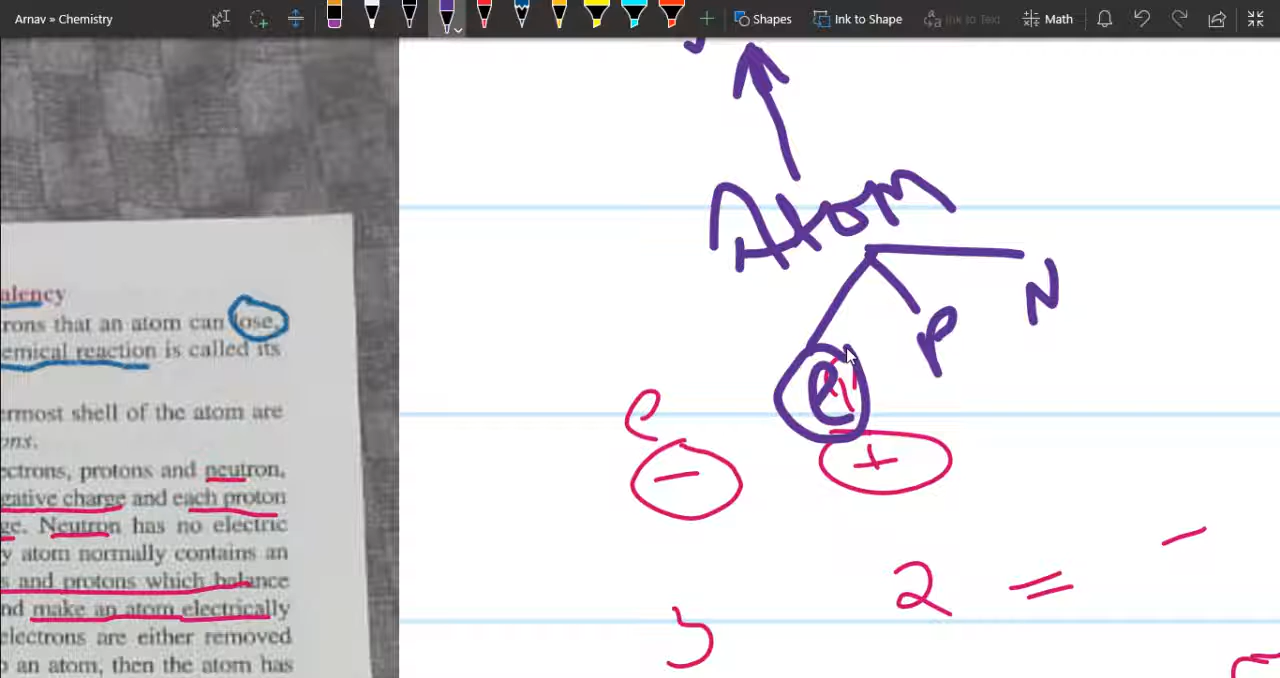 Arnav » Chemistry
Shapes
Ink to Shape
Ink to Text
Math
Atom
e
P
N
e
-
+
2 =
alency
rons that an atom can lose,
emical reaction is called its
ermost shell of the atom are
ons.
ectrons, protons and neutron,
gative charge and each proton
ge. Neutron has no electric
y atom normally contains an
s and protons which balance
nd make an atom electrically
electrons are either removed
o an atom, then the atom has